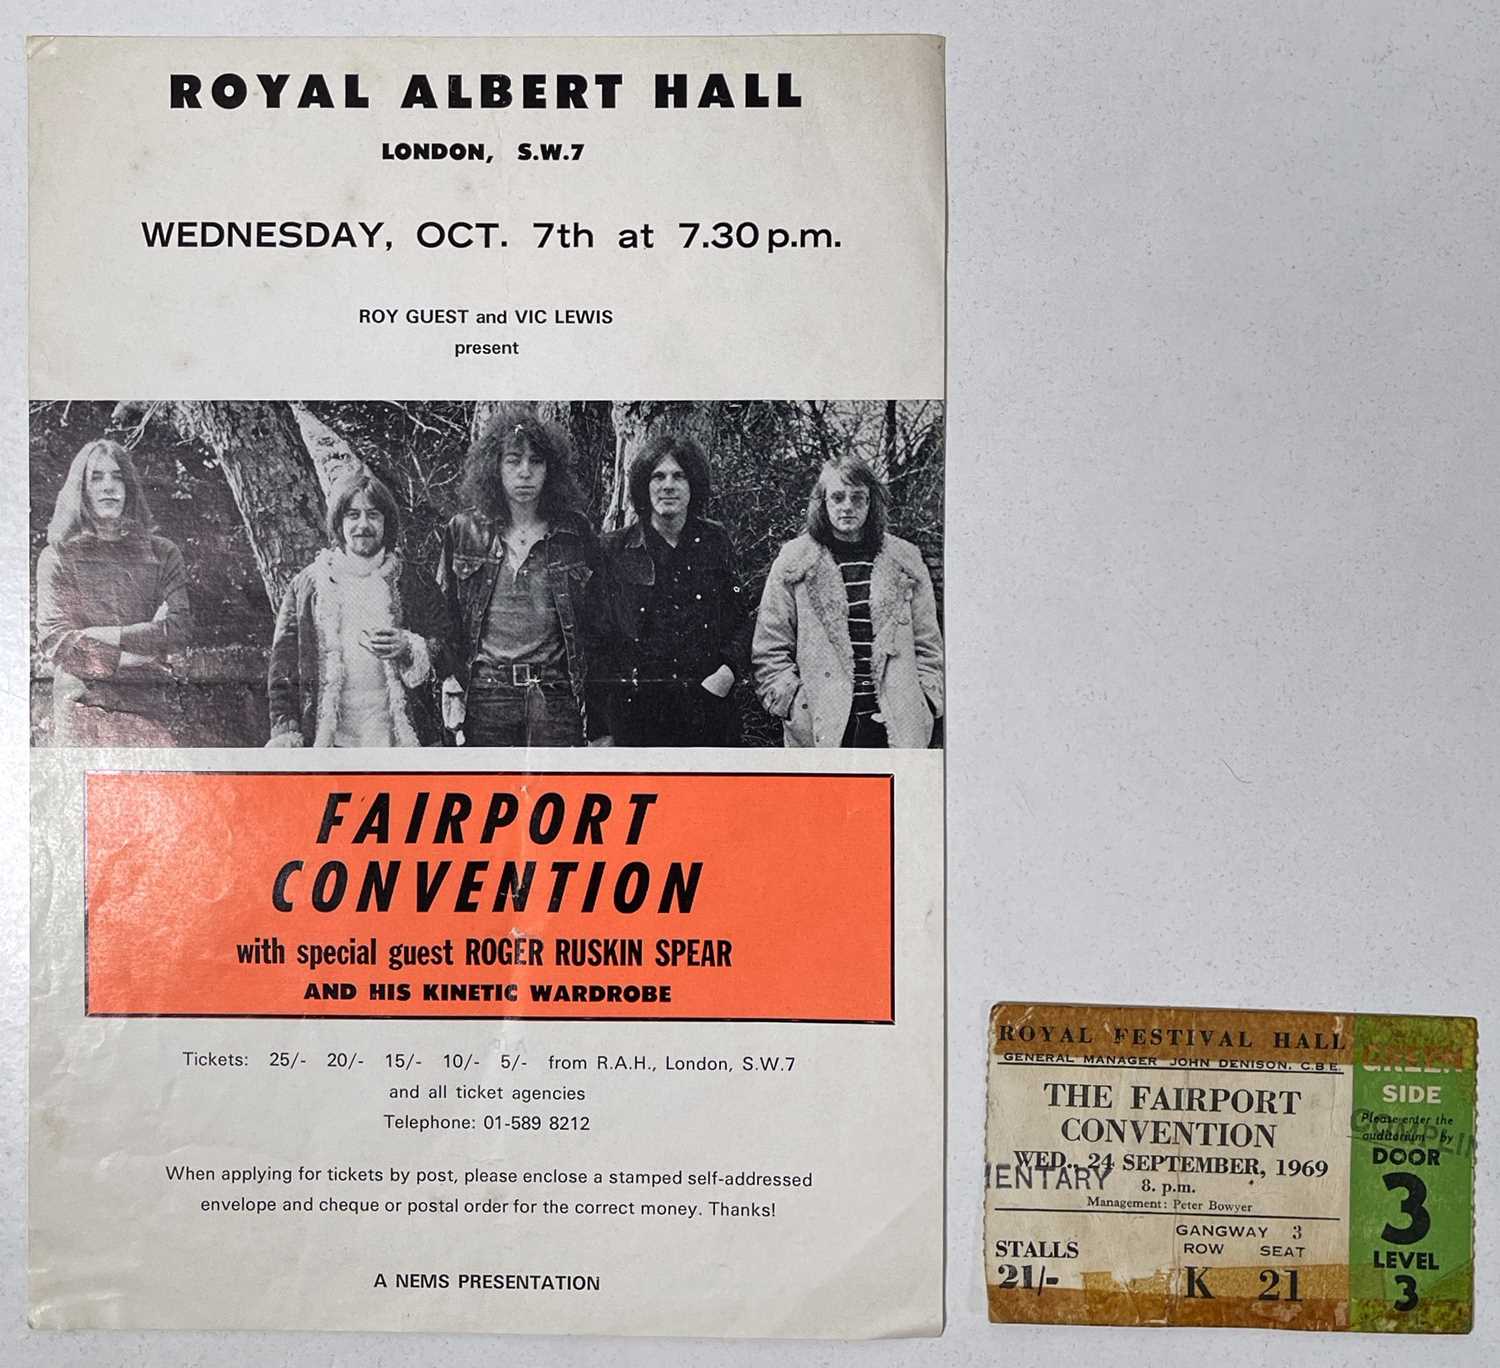 ROYAL ALBERT HALL
LONDON, S.W.7
WEDNESDAY, OCT. 7th at 7.30 p.m.
ROY GUEST and VIC LEWIS
present
FAIRPORT
CONVENTION
with special guest ROGER RUSKIN SPEAR
AND HIS KINETIC WARDROBE
Tickets: 25/- 20/- 15/- 10/- 5/- from R.A.H., London, S.W.7
and all ticket agencies
Telephone: 01-589 8212
When applying for tickets by post, please enclose a stamped self-addressed
envelope and cheque or postal order for the correct money. Thanks!
A NEMS PRESENTATION
ROYAL FESTIVAL HALL
GENERAL MANAGER JOHN DENISON, C.B.E.
THE FAIRPORT
CONVENTION
WED., 24 SEPTEMBER, 1969
MENTARY
8. p.m.
Management: Peter Bowyer
GANGWAY 3
STALLS ROW SEAT
21/- K 21
GREEN
SIDE
COMPLI
Please enter the
auditorium by
DOOR
3
LEVEL
3